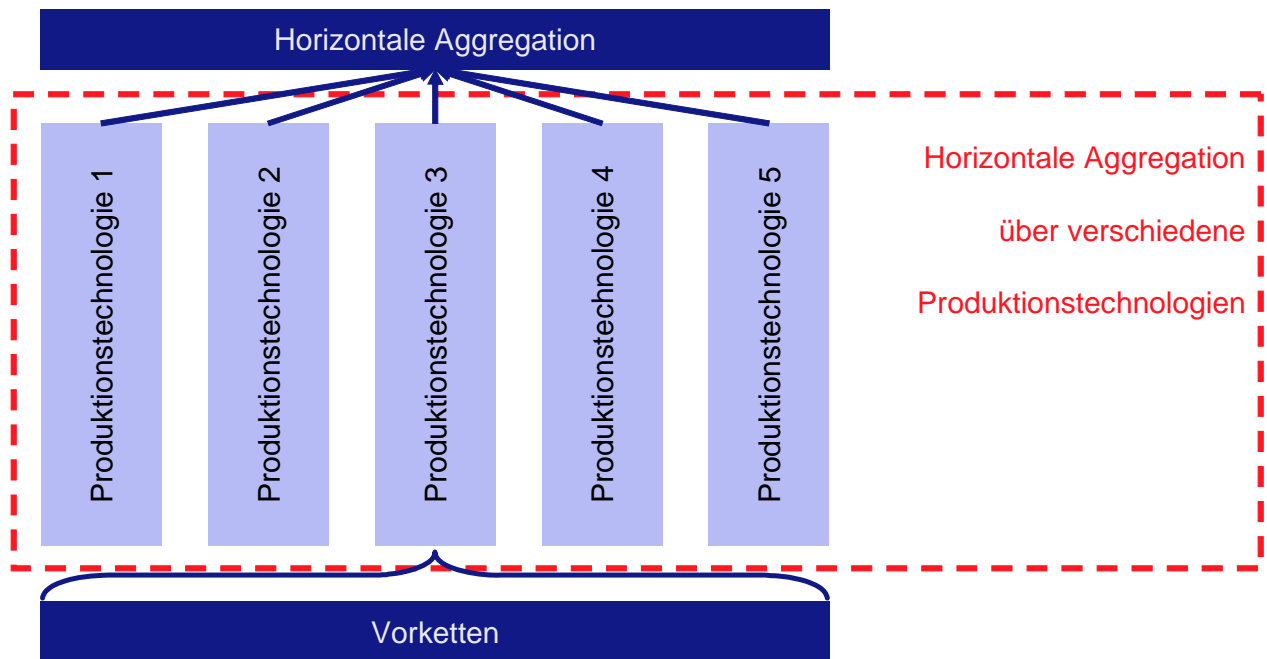 Horizontale Aggregation
Produktionstechnologie 1
Produktionstechnologie 2
Produktionstechnologie 3
Produktionstechnologie 4
Produktionstechnologie 5
Horizontale Aggregation
über verschiedene
Produktionstechnologien
Vorketten